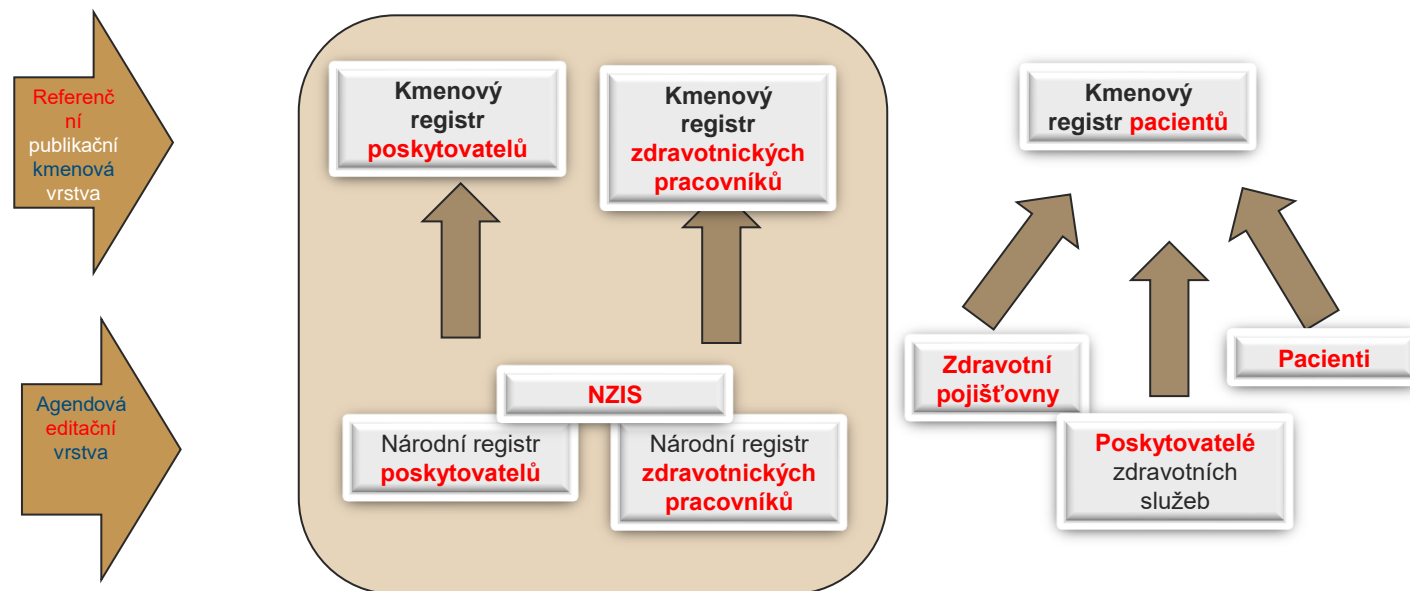 Referenč
ní
publikační
kmenová
vrstva
Kmenový
registr
poskytovatelů
Kmenový
registr
zdravotnických
pracovníků
Kmenový
registr pacientů
Agendová
editační
vrstva
NZIS
Národní registr
poskytovatelů
Národní registr
zdravotnických
pracovníků
Zdravotní
pojišťovny
Poskytovatelé
zdravotních
služeb
Pacienti